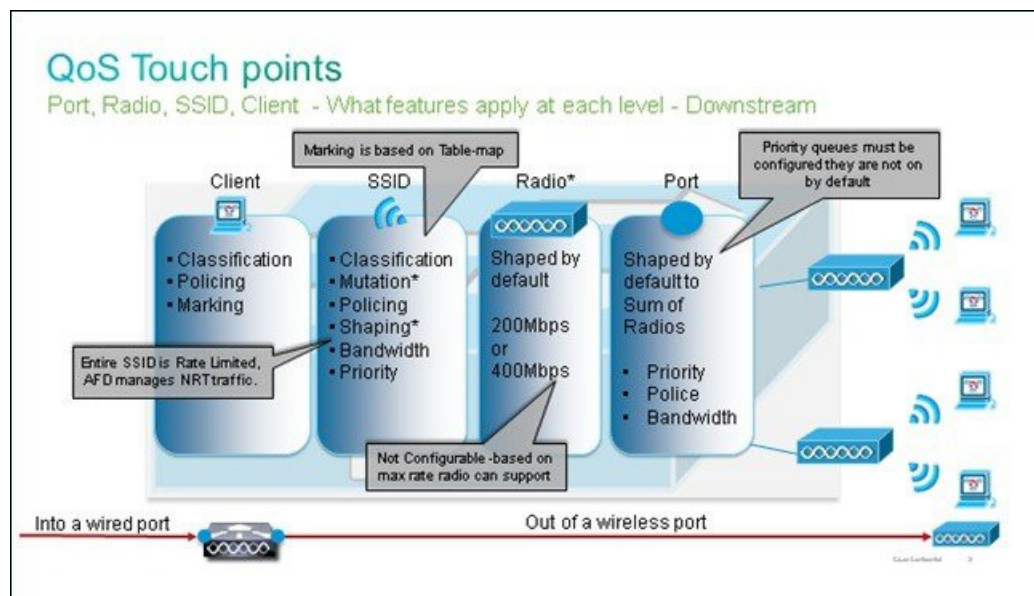 QoS Touch points
Port, Radio, SSID, Client - What features apply at each level - Downstream
Marking is based on Table-map
Priority queues must be
configured they are not on
by default
Client
SSID
Radio*
Port
▪ Classification
▪ Policing
▪ Marking
▪ Classification
▪ Mutation*
▪ Policing
▪ Shaping*
▪ Bandwidth
▪ Priority
Shaped by
default
200Mbps
or
400Mbps
Shaped by
default to
Sum of
Radios
▪ Priority
▪ Police
▪ Bandwidth
Entire SSID is Rate Limited,
AFD manages NRT traffic.
Not Configurable -based on
max rate radio can support
Into a wired port
Out of a wireless port